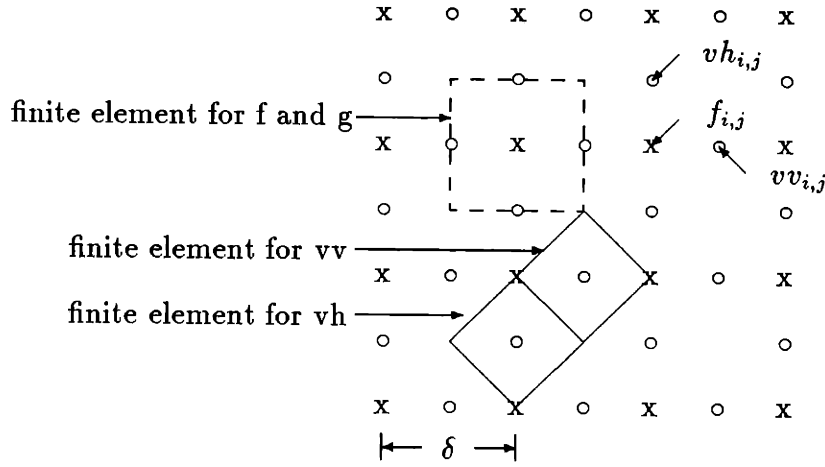 x o x o x o x
vh_{i,j}
o o o o
finite element for f and g
f_{i,j}
x o x o x o x
vv_{i,j}
o o o o
finite element for vv
x o x o x o x
finite element for vh
o o o o
x o x o x o x
δ